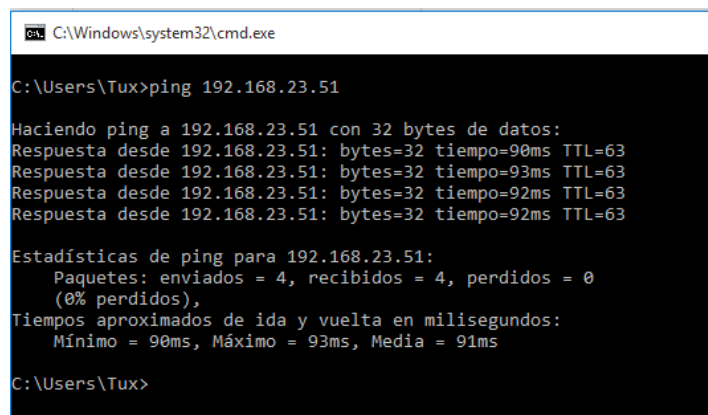 C:\Windows\system32\cmd.exe
C:\Users\Tux>ping 192.168.23.51
Haciendo ping a 192.168.23.51 con 32 bytes de datos:
Respuesta desde 192.168.23.51: bytes=32 tiempo=90ms TTL=63
Respuesta desde 192.168.23.51: bytes=32 tiempo=93ms TTL=63
Respuesta desde 192.168.23.51: bytes=32 tiempo=92ms TTL=63
Respuesta desde 192.168.23.51: bytes=32 tiempo=92ms TTL=63
Estadísticas de ping para 192.168.23.51:
    Paquetes: enviados = 4, recibidos = 4, perdidos = 0
    (0% perdidos),
Tiempos aproximados de ida y vuelta en milisegundos:
    Mínimo = 90ms, Máximo = 93ms, Media = 91ms
C:\Users\Tux>